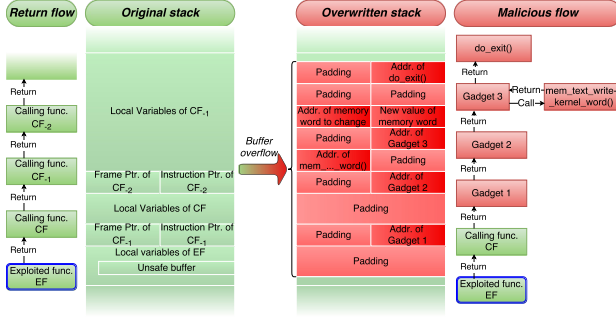 Return flow
Original stack
Overwritten stack
Malicious flow
Return
Calling func.
CF-2
Return
Calling func.
CF-1
Return
Calling func.
CF
Return
Exploited func.
EF
Local Variables of CF-1
Frame Ptr. of
CF-2
Instruction Ptr. of
CF-2
Local Variables of CF
Frame Ptr. of
CF-1
Instruction Ptr. of
CF-1
Local variables of EF
Unsafe buffer
Buffer
overflow
Padding
Addr. of
do_exit()
Padding
Padding
Addr. of memory
word to change
New value of
memory word
Padding
Addr. of
Gadget 3
Addr. of
mem_..._word()
Padding
Padding
Addr. of
Gadget 2
Padding
Padding
Addr. of
Gadget 1
Padding
do_exit()
Return
Gadget 3
Return
Call
mem_text_write-
_kernel_word()
Return
Gadget 2
Return
Gadget 1
Return
Calling func.
CF
Return
Exploited func.
EF